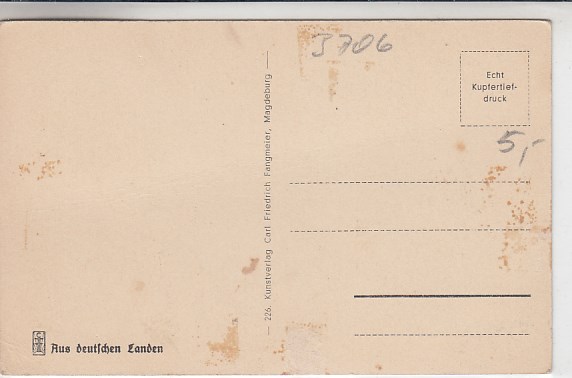 3706
Echt
Kupfertief-
druck
5,-
— 226. Kunstverlag Carl Friedrich Fangmeier, Magdeburg —
Aus deutschen Landen